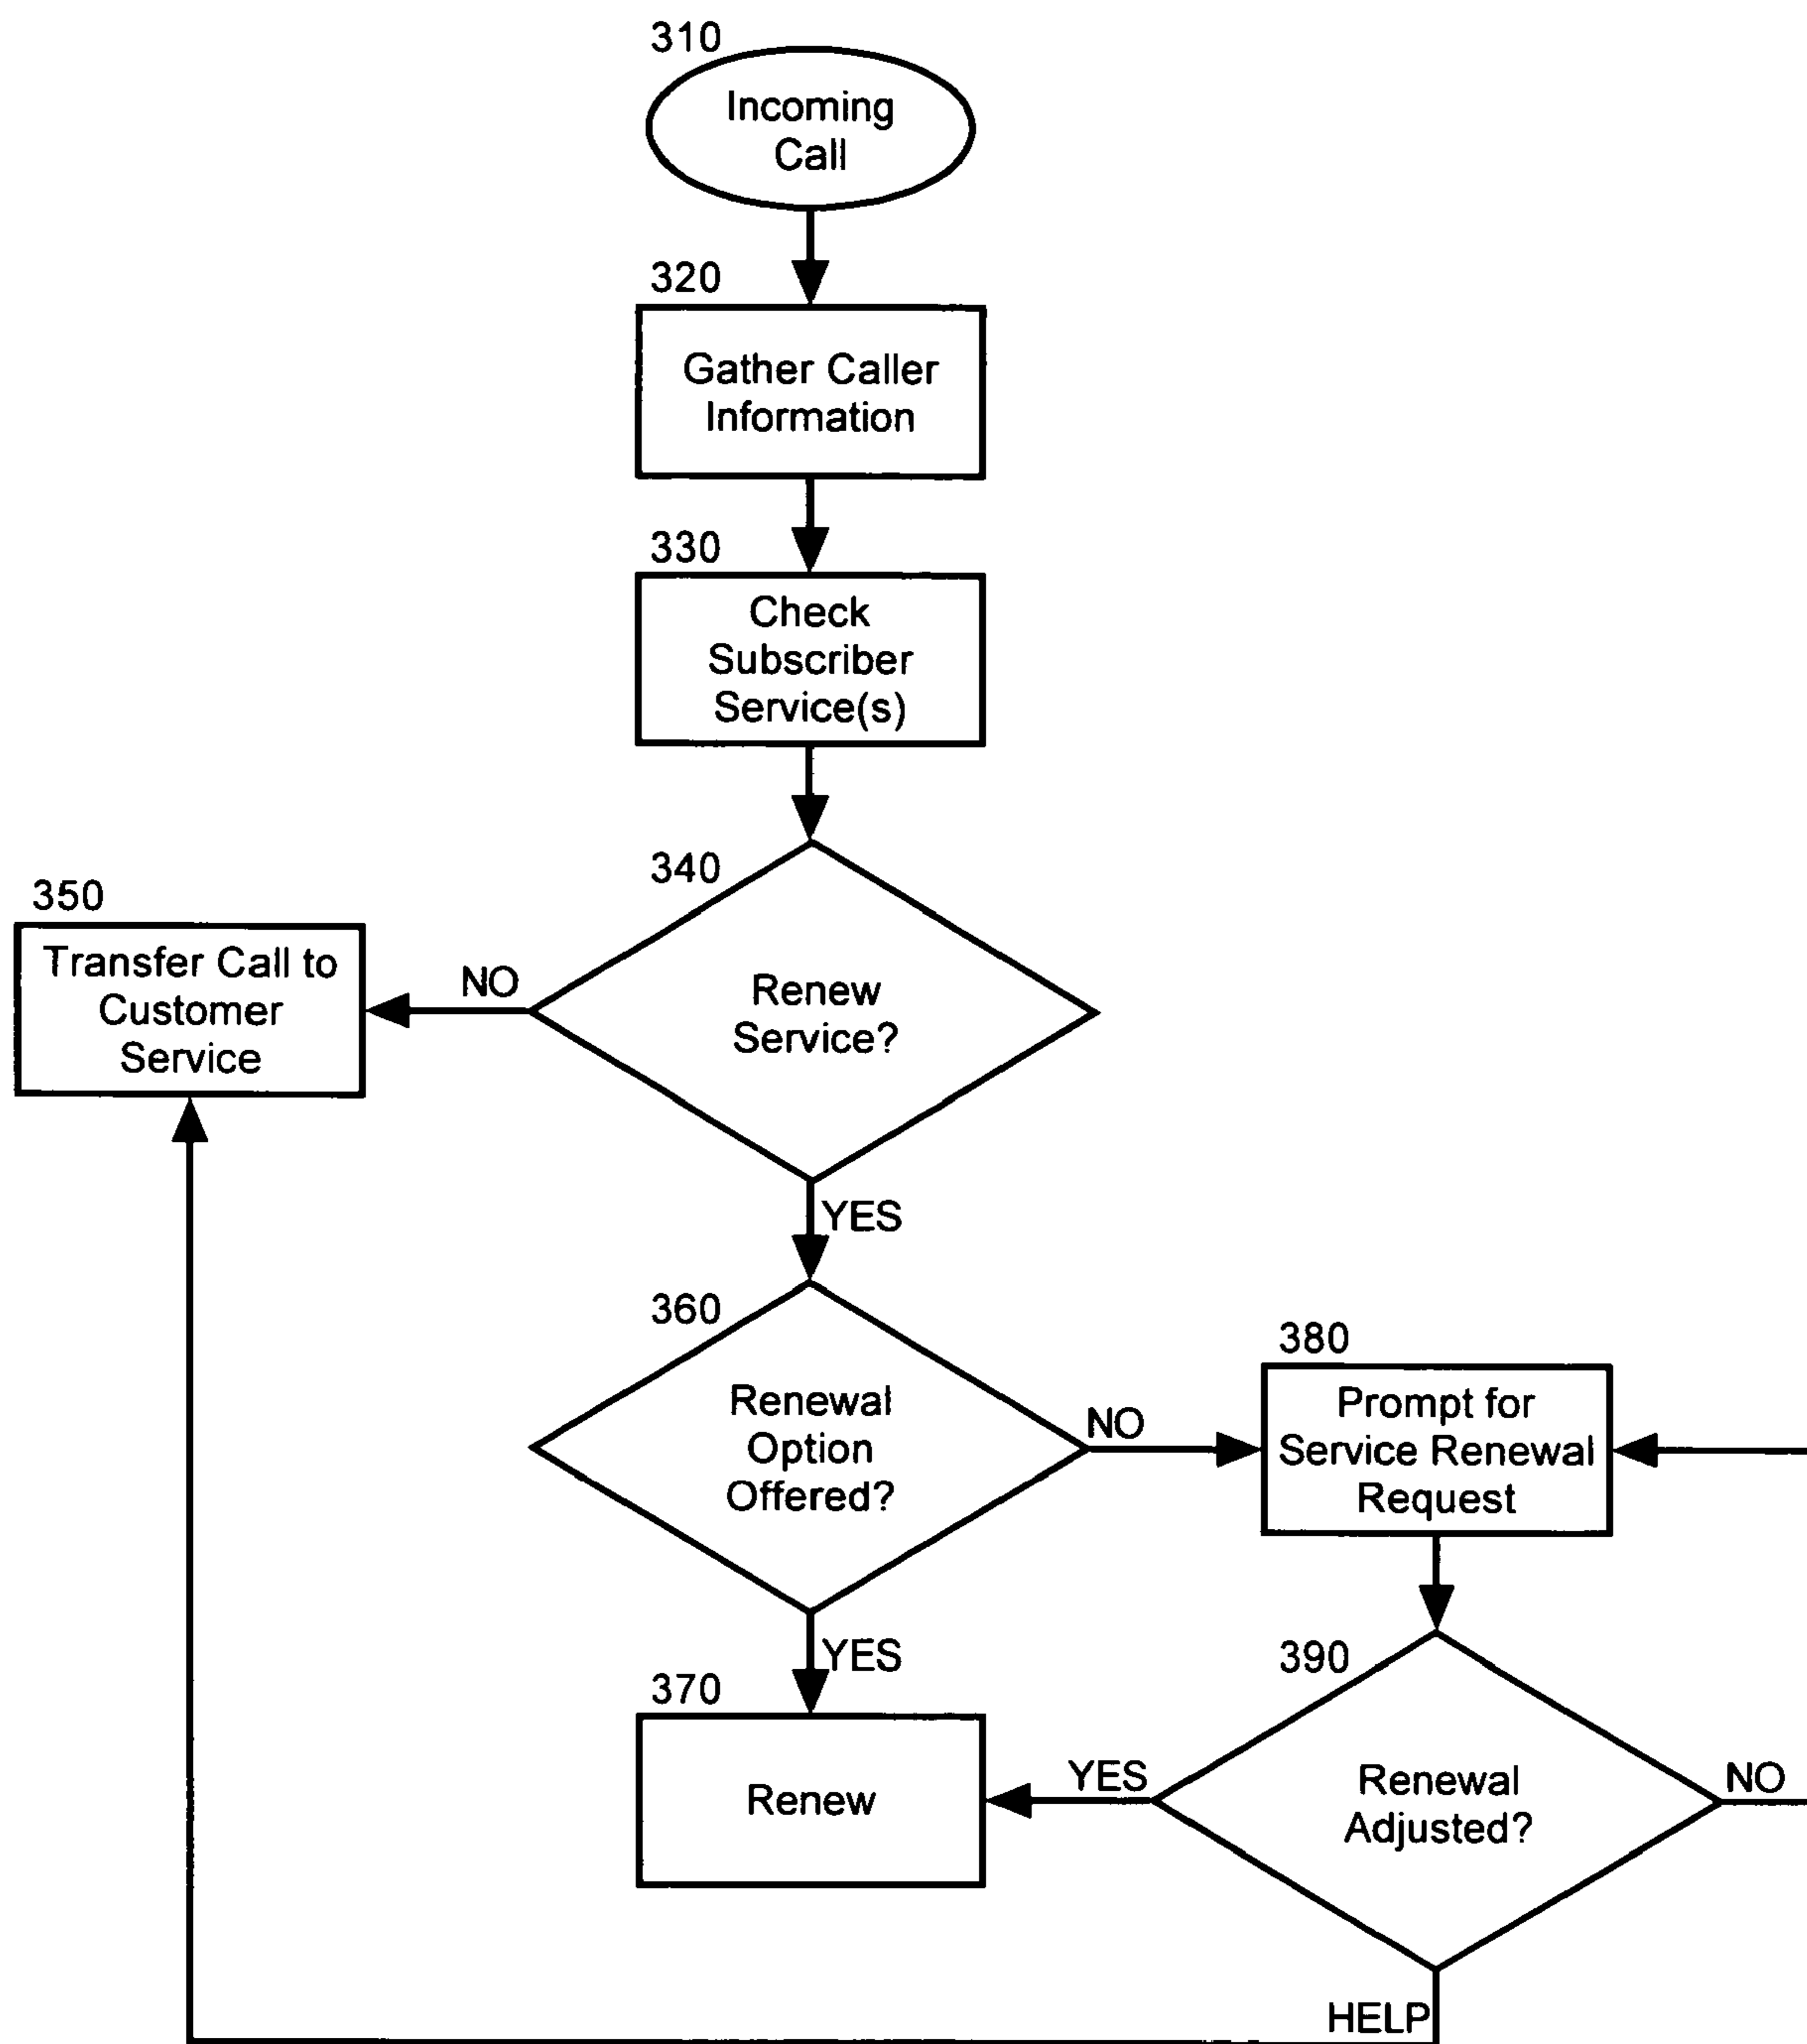 310
Incoming
Call
320
Gather Caller
Information
330
Check
Subscriber
Service(s)
340
Renew
Service?
NO
350
Transfer Call to
Customer
Service
YES
360
Renewal
Option
Offered?
NO
380
Prompt for
Service Renewal
Request
YES
370
Renew
YES
390
Renewal
Adjusted?
NO
HELP